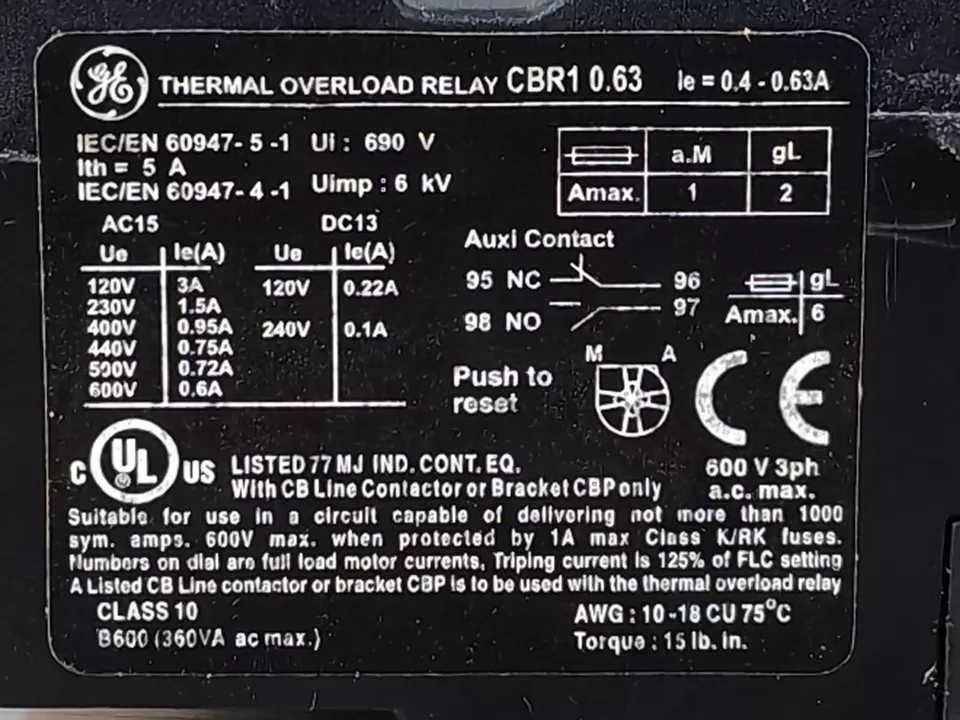 GE THERMAL OVERLOAD RELAY CBR1 0.63 Ie = 0.4 - 0.63A
IEC/EN 60947- 5 -1 Ui : 690 V
Ith = 5 A
IEC/EN 60947- 4 -1 Uimp : 6 kV
a.M gL
Amax. 1 2
AC15 DC13
Ue Ie(A) Ue Ie(A)
120V 3A 120V 0.22A
230V 1.5A
400V 0.95A 240V 0.1A
440V 0.75A
500V 0.72A
600V 0.6A
Auxi Contact
95 NC 96
98 NO 97
gL
Amax. 6
M A
Push to
reset
CE
C UL US LISTED 77 MJ IND. CONT. EQ.
With CB Line Contactor or Bracket CBP only
600 V 3ph
a.c. max.
Suitable for use in a circuit capable of delivering not more than 1000
sym. amps. 600V max. when protected by 1A max Class K/RK fuses.
Numbers on dial are full load motor currents, Triping current is 125% of FLC setting
A Listed CB Line contactor or bracket CBP is to be used with the thermal overload relay
CLASS 10 AWG : 10 -18 CU 75°C
B600 (360VA ac max.) Torque : 15 lb. in.